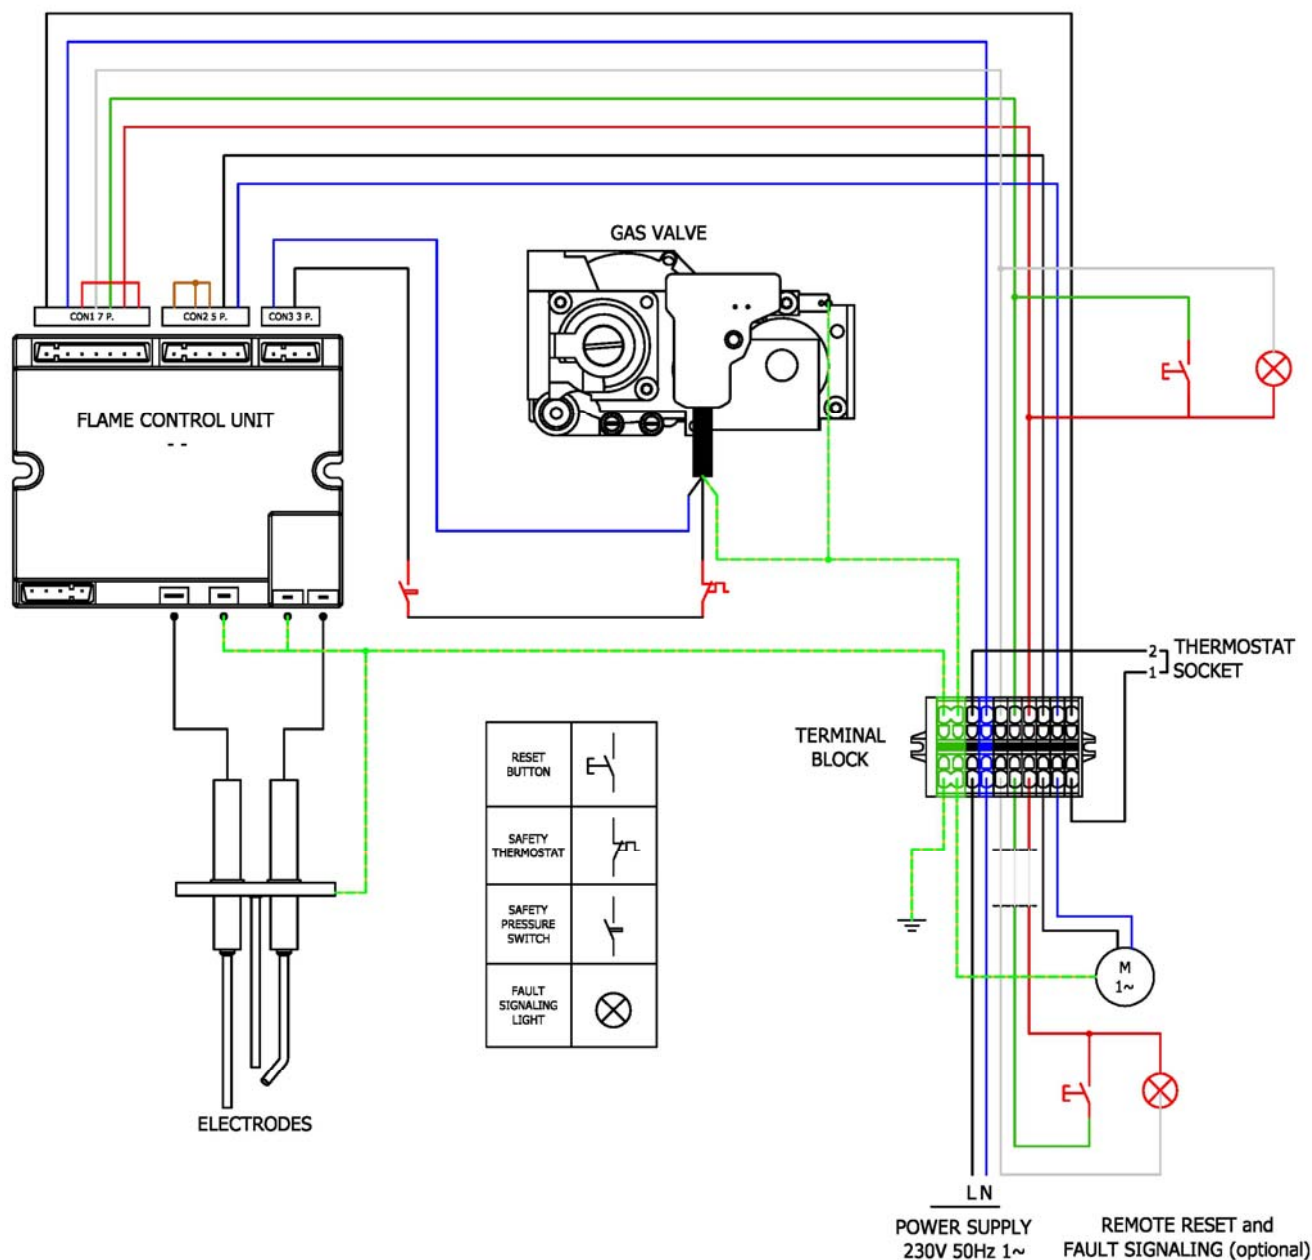 GAS VALVE
CON1 7 P.
CON2 5 P.
CON3 3 P.
FLAME CONTROL UNIT
- -
2
THERMOSTAT
1
SOCKET
TERMINAL
BLOCK
RESET
BUTTON
SAFETY
THERMOSTAT
SAFETY
PRESSURE
SWITCH
FAULT
SIGNALING
LIGHT
M
1~
ELECTRODES
L N
POWER SUPPLY
230V 50Hz 1~
REMOTE RESET and
FAULT SIGNALING (optional)